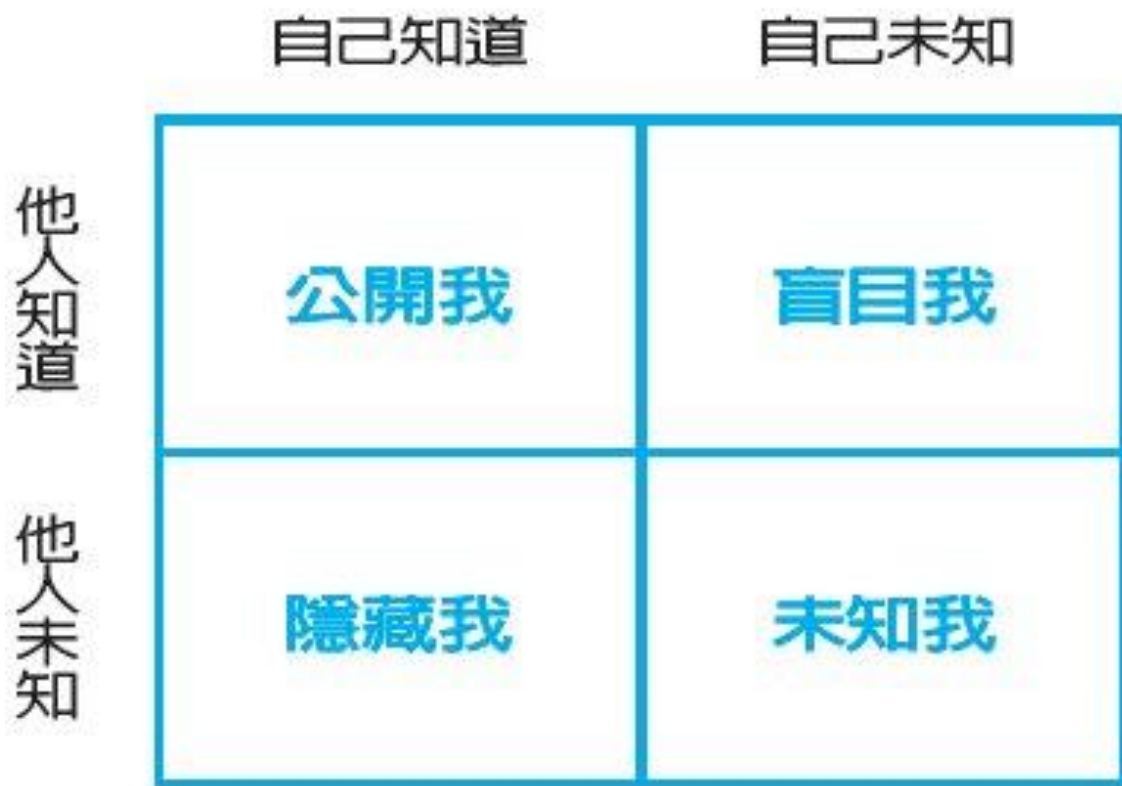 自己知道
自己未知
他人知道
公開我
盲目我
他人未知
隱藏我
未知我